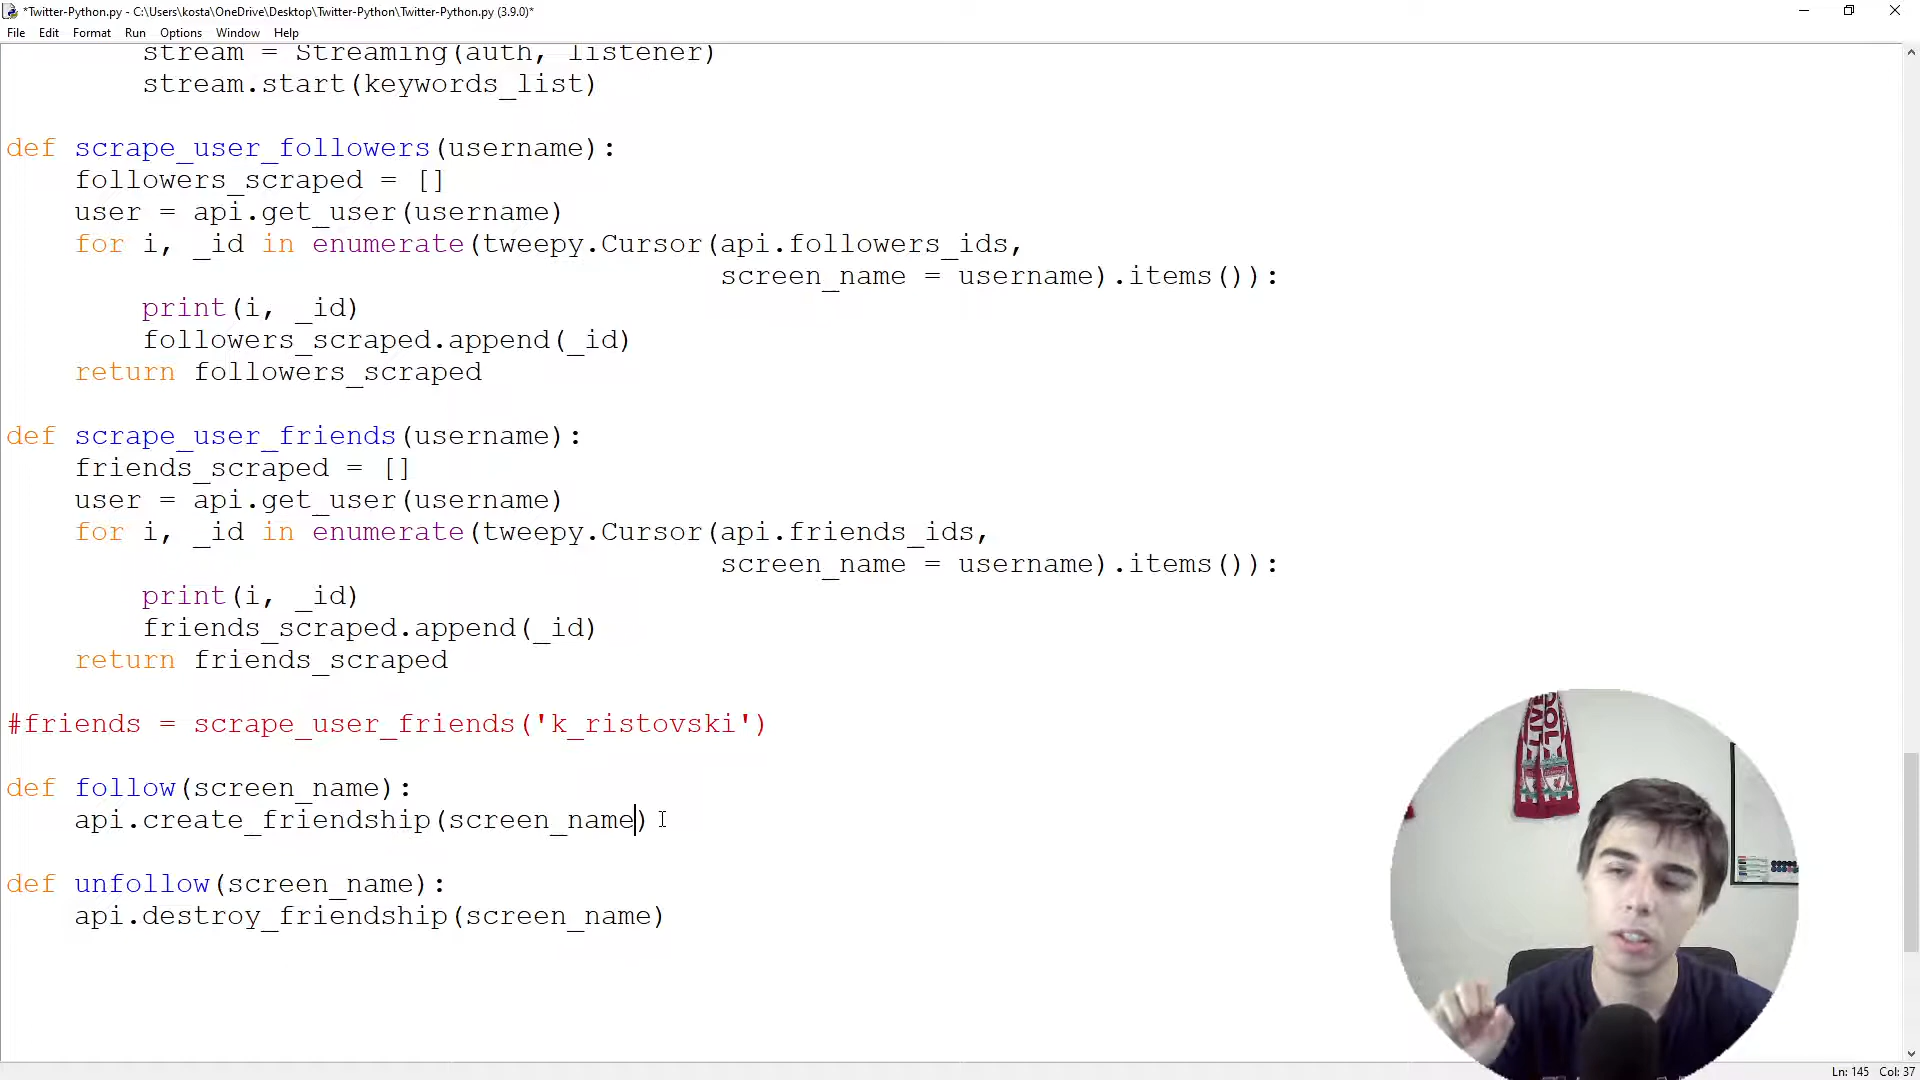 *Twitter-Python.py - C:\Users\kosta\OneDrive\Desktop\Twitter-Python\Twitter-Python.py (3.9.0)*
File Edit Format Run Options Window Help
stream = Streaming(auth, listener)
stream.start(keywords_list)
def scrape_user_followers(username):
followers_scraped = []
user = api.get_user(username)
for i, _id in enumerate(tweepy.Cursor(api.followers_ids,
screen_name = username).items()):
print(i, _id)
followers_scraped.append(_id)
return followers_scraped
def scrape_user_friends(username):
friends_scraped = []
user = api.get_user(username)
for i, _id in enumerate(tweepy.Cursor(api.friends_ids,
screen_name = username).items()):
print(i, _id)
friends_scraped.append(_id)
return friends_scraped
#friends = scrape_user_friends('k_ristovski')
def follow(screen_name):
api.create_friendship(screen_name)
def unfollow(screen_name):
api.destroy_friendship(screen_name)
Ln: 145 Col: 37